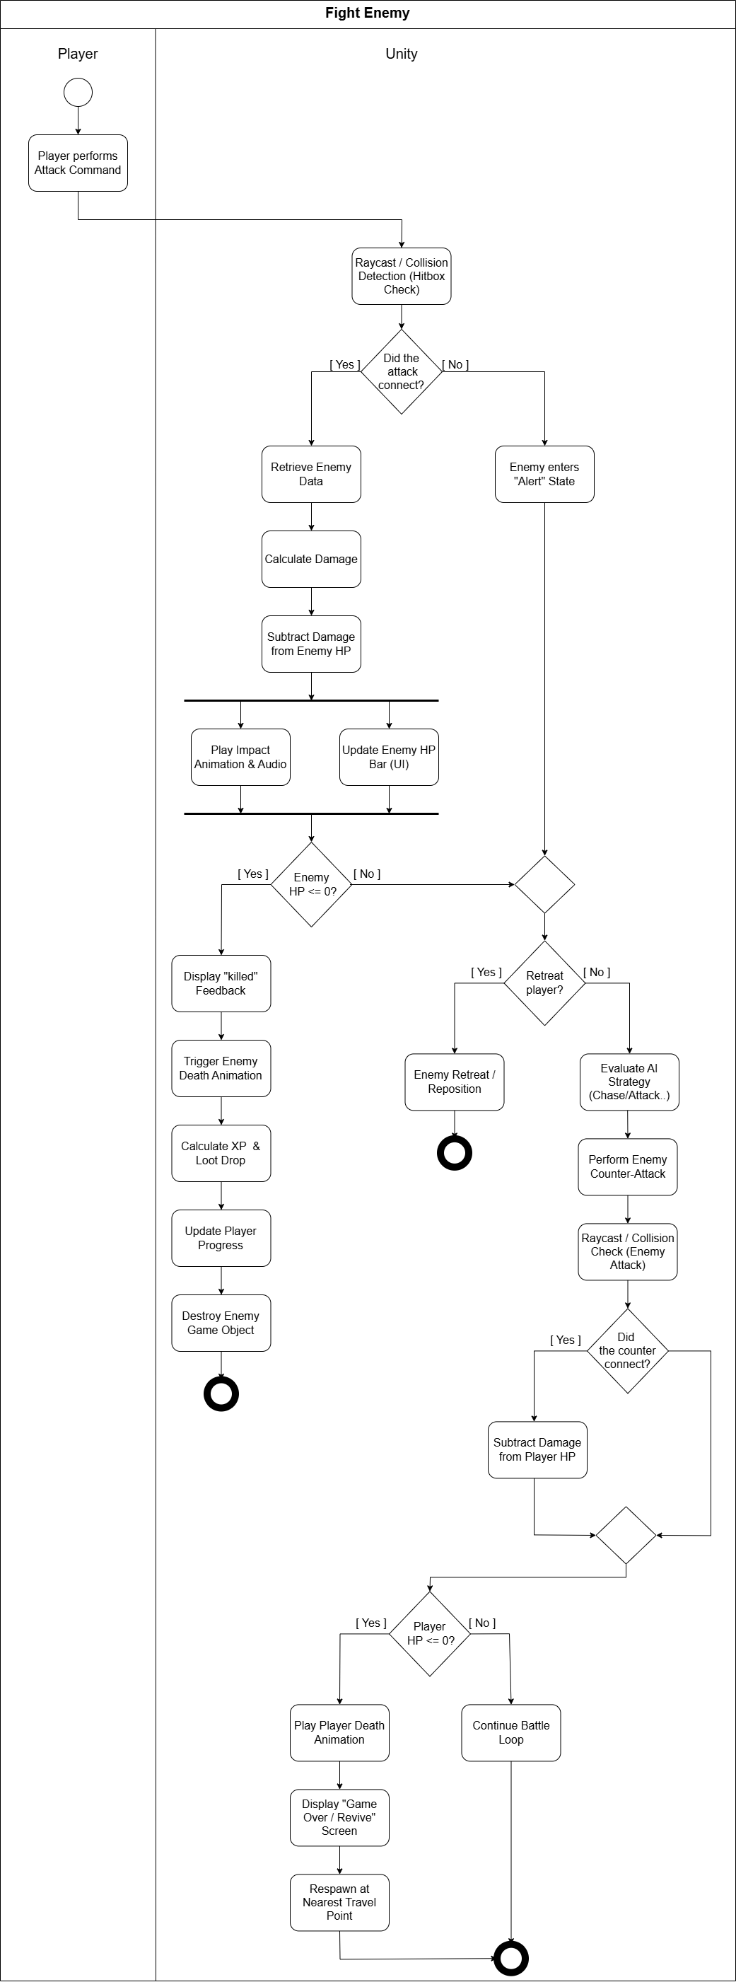 Fight Enemy
Player
Unity
Player performs
Attack Command
Raycast / Collision
Detection (Hitbox
Check)
Did the
attack
connect?
[ Yes ]
[ No ]
Retrieve Enemy
Data
Enemy enters
"Alert" State
Calculate Damage
Subtract Damage
from Enemy HP
Play Impact
Animation & Audio
Update Enemy HP
Bar (UI)
Enemy
HP <= 0?
[ Yes ]
[ No ]
Display "killed"
Feedback
Retreat
player?
[ Yes ]
[ No ]
Trigger Enemy
Death Animation
Enemy Retreat /
Reposition
Evaluate AI
Strategy
(Chase/Attack..)
Calculate XP & 
Loot Drop
Perform Enemy
Counter-Attack
Update Player
Progress
Raycast / Collision
Check (Enemy
Attack)
Destroy Enemy
Game Object
Did
the counter
connect?
[ Yes ]
Subtract Damage
from Player HP
Player
HP <= 0?
[ Yes ]
[ No ]
Play Player Death
Animation
Continue Battle
Loop
Display "Game
Over / Revive"
Screen
Respawn at
Nearest Travel
Point